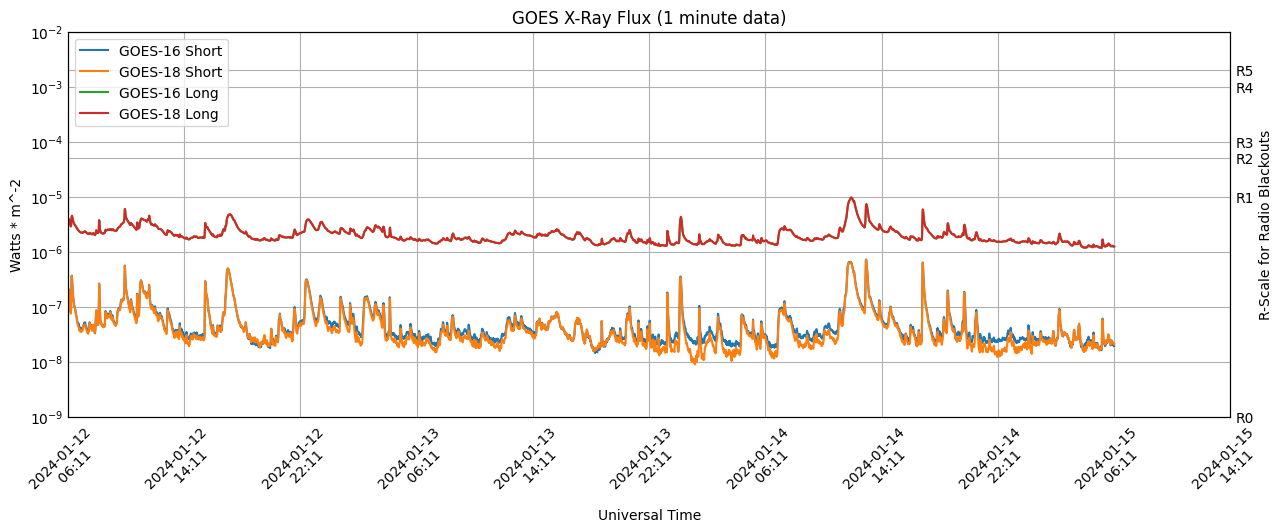 GOES X-Ray Flux (1 minute data)
GOES-16 Short
GOES-18 Short
GOES-16 Long
GOES-18 Long
10^-2
10^-3
10^-4
10^-5
10^-6
10^-7
10^-8
10^-9
Watts * m^-2
R5
R4
R3
R2
R1
R0
R-Scale for Radio Blackouts
2024-01-12
06:11
2024-01-12
14:11
2024-01-12
22:11
2024-01-13
06:11
2024-01-13
14:11
2024-01-13
22:11
2024-01-14
06:11
2024-01-14
14:11
2024-01-14
22:11
2024-01-15
06:11
2024-01-15
14:11
Universal Time